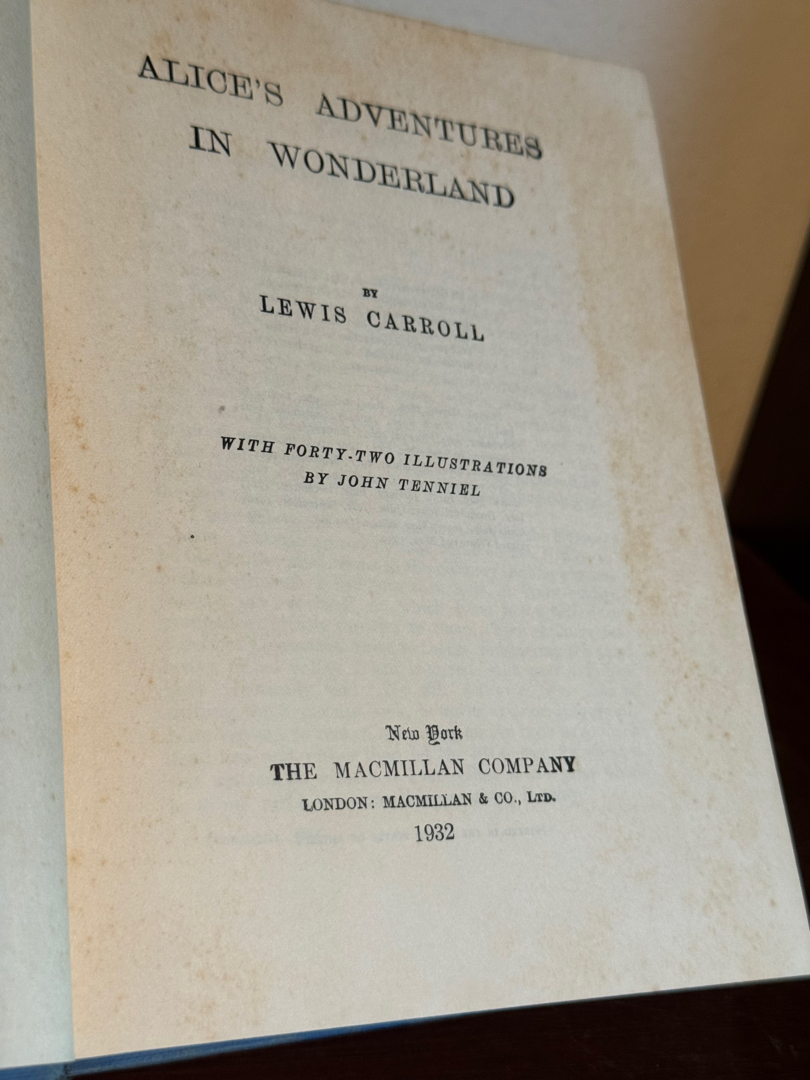 ALICE'S ADVENTURES
IN WONDERLAND
BY
LEWIS CARROLL
WITH FORTY-TWO ILLUSTRATIONS
BY JOHN TENNIEL
New York
THE MACMILLAN COMPANY
LONDON: MACMILLAN & CO., LTD.
1932